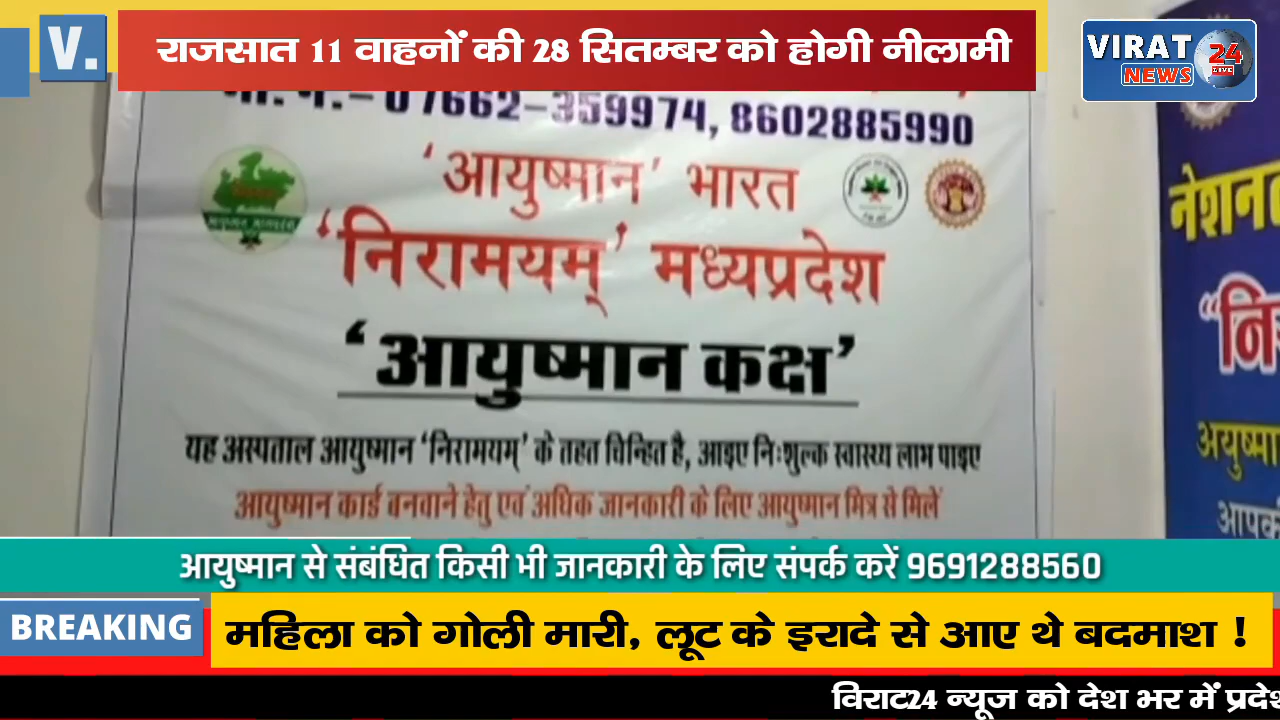 V.
राजसात 11 वाहनों की 28 सितम्बर को होगी नीलामी
VIRAT 24
NEWS LIVE
07662-359974, 8602885990
'आयुष्मान' भारत
'निरामयम्' मध्यप्रदेश
'आयुष्मान कक्ष'
यह अस्पताल आयुष्मान 'निरामयम्' के तहत चिन्हित है, आइए निःशुल्क स्वास्थ्य लाभ पाइए
आयुष्मान कार्ड बनवाने हेतु एवं अधिक जानकारी के लिए आयुष्मान मित्र से मिलें
आयुष्मान से संबंधित किसी भी जानकारी के लिए संपर्क करें 9691288560
BREAKING
महिला को गोली मारी, लूट के इरादे से आए थे बदमाश !
विराट24 न्यूज को देश भर में